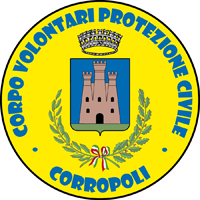 CORPO VOLONTARI PROTEZIONE CIVILE
• CORROPOLI •